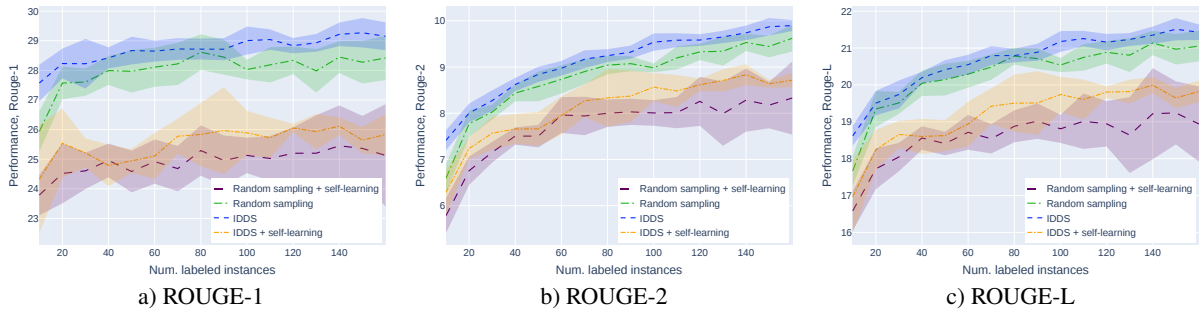 30
29
28
27
26
25
24
23
Performance, Rouge-1
20
40
60
80
100
120
140
Num. labeled instances
Random sampling + self-learning
Random sampling
IDDS
IDDS + self-learning
a) ROUGE-1
10
9
8
7
6
Performance, Rouge-2
20
40
60
80
100
120
140
Num. labeled instances
Random sampling + self-learning
Random sampling
IDDS
IDDS + self-learning
b) ROUGE-2
22
21
20
19
18
17
16
Performance, Rouge-L
20
40
60
80
100
120
140
Num. labeled instances
Random sampling + self-learning
Random sampling
IDDS
IDDS + self-learning
c) ROUGE-L